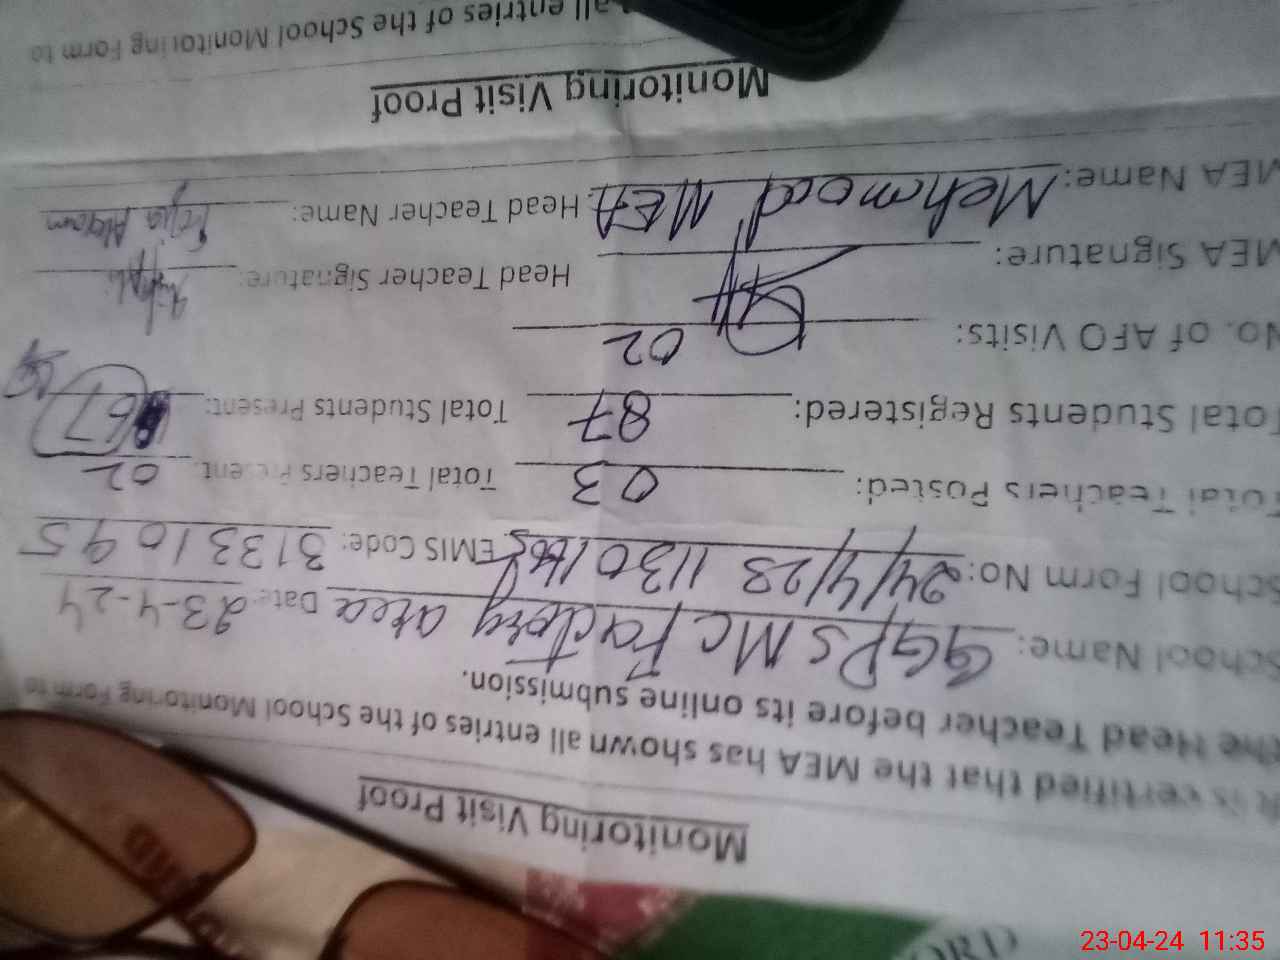 Monitoring Visit Proof
It is certified that the MEA has shown all entries of the School Monitoring Form to
the Head Teacher before its online submission.
School Name: GGPS MC Factory area Date: 23-4-24
School Form No: 24/4/23 1130 EMIS Code: 31331095
Total Teachers Posted: 03 Total Teachers Present: 02
Total Students Registered: 87 Total Students Present: 67
No. of AFO Visits: 02
MEA Signature: Head Teacher Signature:
MEA Name: Mehmood MEA Head Teacher Name:
Monitoring Visit Proof
all entries of the School Monitoring Form to
23-04-24 11:35